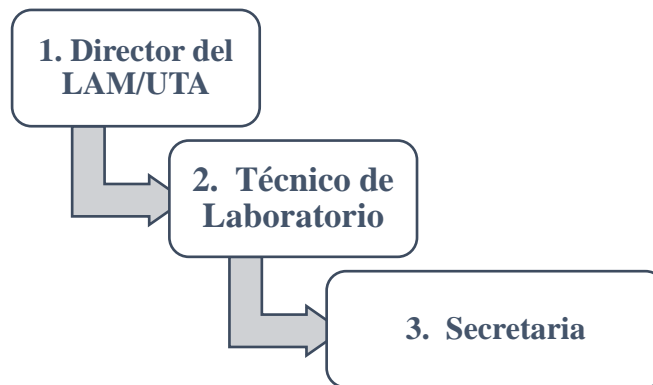 1. Director del
LAM/UTA
2. Técnico de
Laboratorio
3. Secretaria